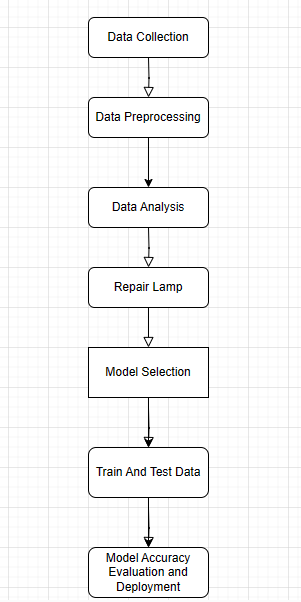 Data Collection
Data Preprocessing
Data Analysis
Repair Lamp
Model Selection
Train And Test Data
Model Accuracy
Evaluation and
Deployment